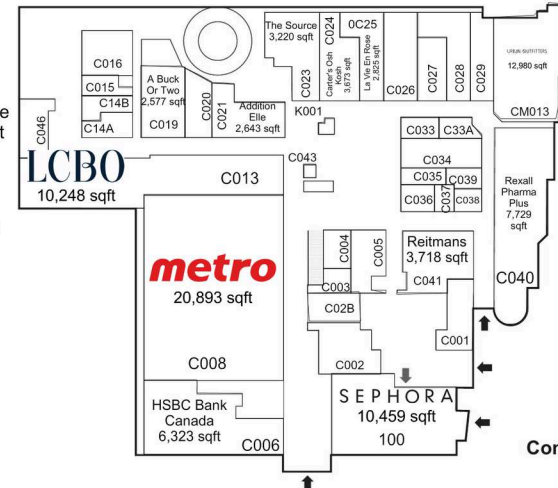 The Source
3,220 sqft
C023
C024
Carter's Osh
Kosh
3,673 sqft
0C25
La Vie En Rose
2,825 sqft
C026
C027
C028
C029
URBN OUTFITTERS
12,980 sqft
CM013
C016
C015
C14B
C14A
A Buck
Or Two
2,577 sqft
C019
C020
C021
Addition
Elle
2,643 sqft
K001
C046
e
t
LCBO
10,248 sqft
C013
C043
C033
C33A
C034
C035
C039
C036
C037
C038
Rexall
Pharma
Plus
7,729
sqft
C040
metro
20,893 sqft
C008
C004
C003
C005
Reitmans
3,718 sqft
C041
C02B
C002
C001
HSBC Bank
Canada
6,323 sqft
C006
SEPHORA
10,459 sqft
100
Con